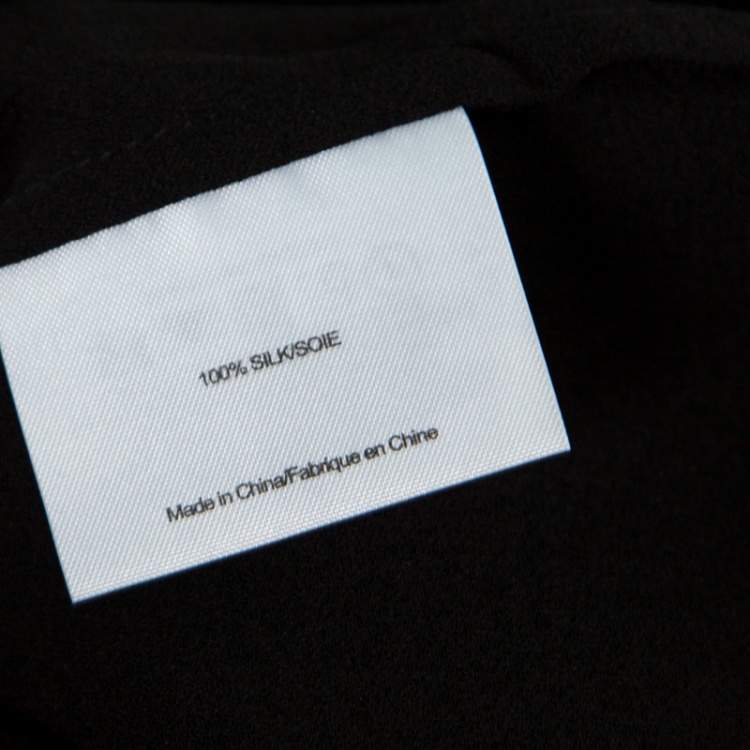 100% SILK/SOIE
Made in China/Fabrique en Chine